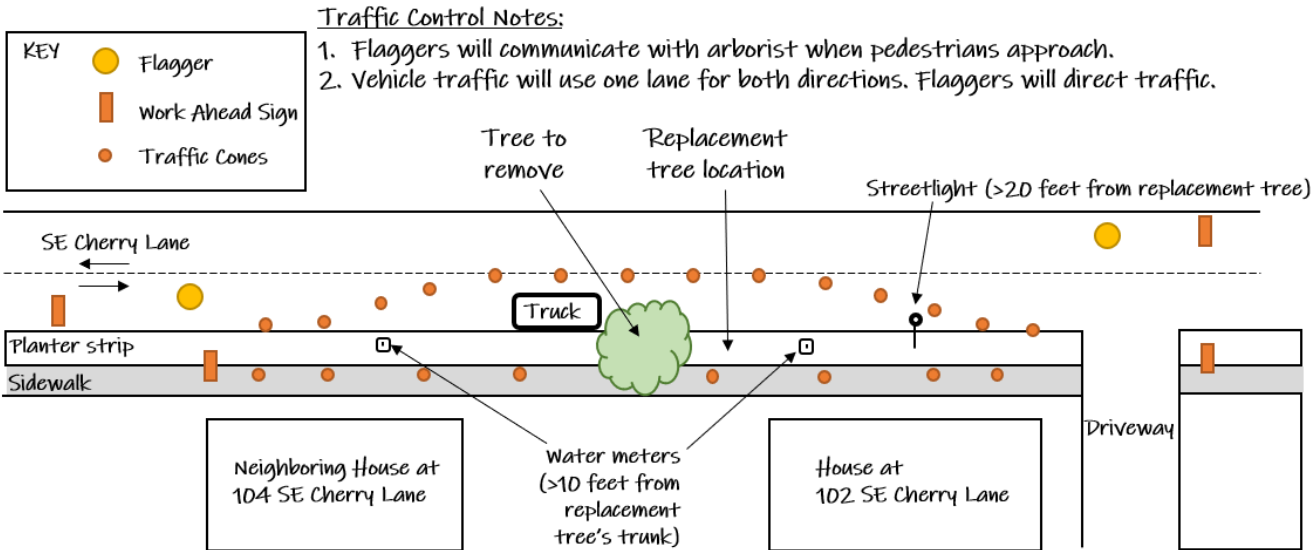 Traffic Control Notes:
1. Flaggers will communicate with arborist when pedestrians approach.
2. Vehicle traffic will use one lane for both directions. Flaggers will direct traffic.
KEY
Flagger
Work Ahead Sign
Traffic Cones
Tree to
remove
Replacement
tree location
Streetlight (>20 feet from replacement tree)
SE Cherry Lane
Truck
Planter strip
Sidewalk
Driveway
Neighboring House at
104 SE Cherry Lane
Water meters
(>10 feet from
replacement
tree's trunk)
House at
102 SE Cherry Lane